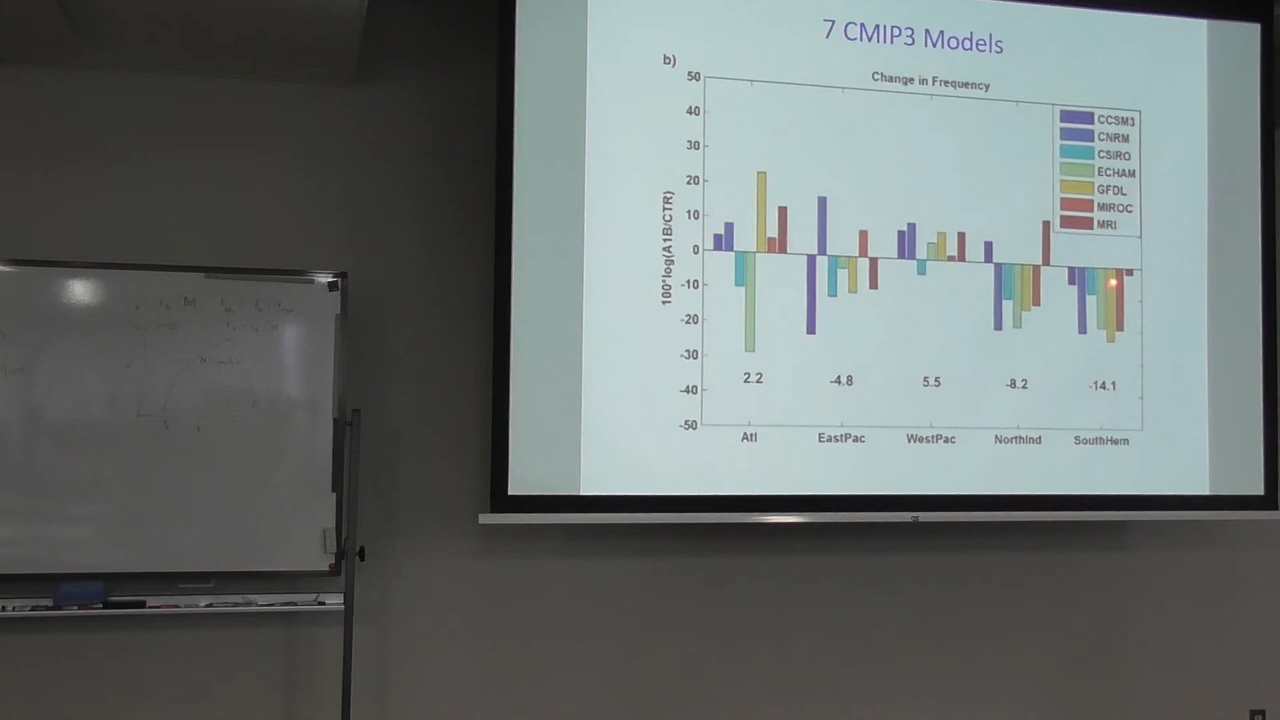 7 CMIP3 Models
b)
Change in Frequency
100*log(A1B/CTR)
50
40
30
20
10
0
-10
-20
-30
-40
-50
CCSM3
CNRM
CSIRO
ECHAM
GFDL
MIROC
MRI
2.2 -4.8 5.5 -8.2 -14.1
Atl EastPac WestPac NorthInd SouthHem